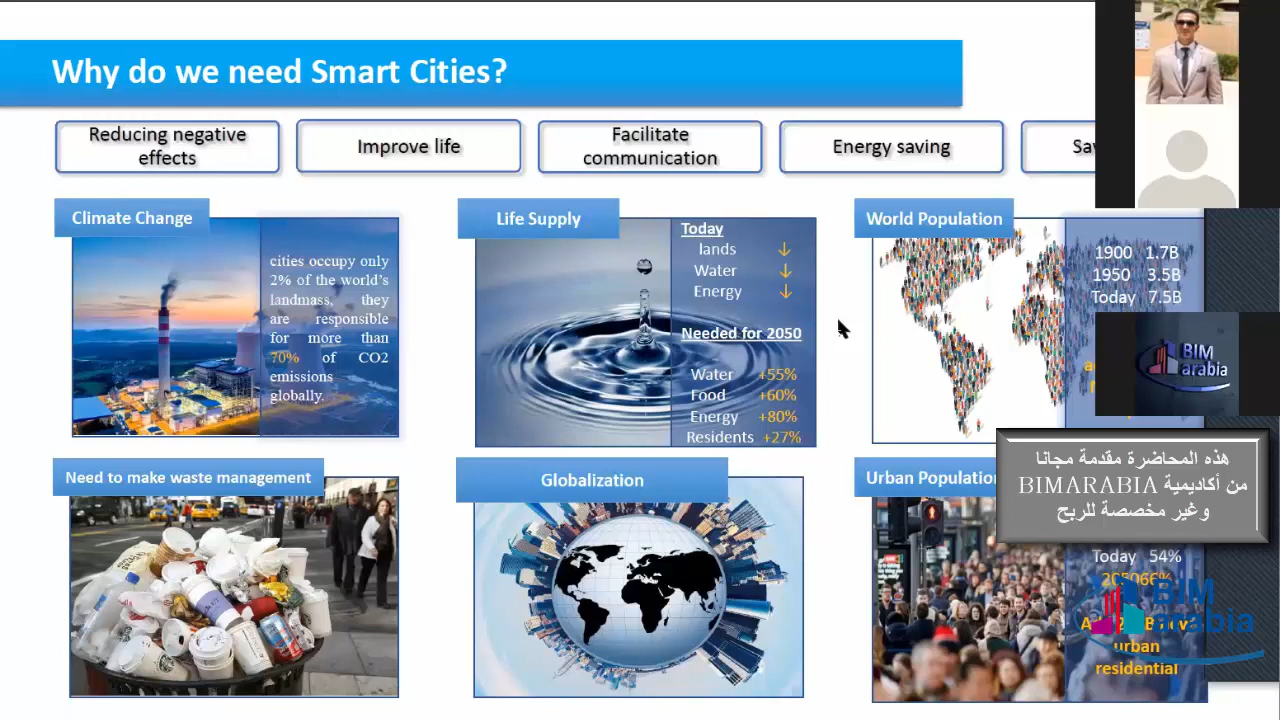 Why do we need Smart Cities?
Reducing negative
effects
Improve life
Facilitate
communication
Energy saving
Climate Change
cities occupy only
2% of the world's
landmass, they
are responsible
for more than
70% of CO2
emissions
globally.
Life Supply
Today
lands ↓
Water ↓
Energy ↓
Needed for 2050
Water +55%
Food +60%
Energy +80%
Residents +27%
World Population
1900 1.7B
1950 3.5B
Today 7.5B
BIM
arabia
هذه المحاضرة مقدمة مجانا
من أكاديمية BIMARABIA
وغير مخصصة للربح
Need to make waste management
Globalization
Urban Population
Today 54%
2050 66%
urban
residential
BIM
arabia